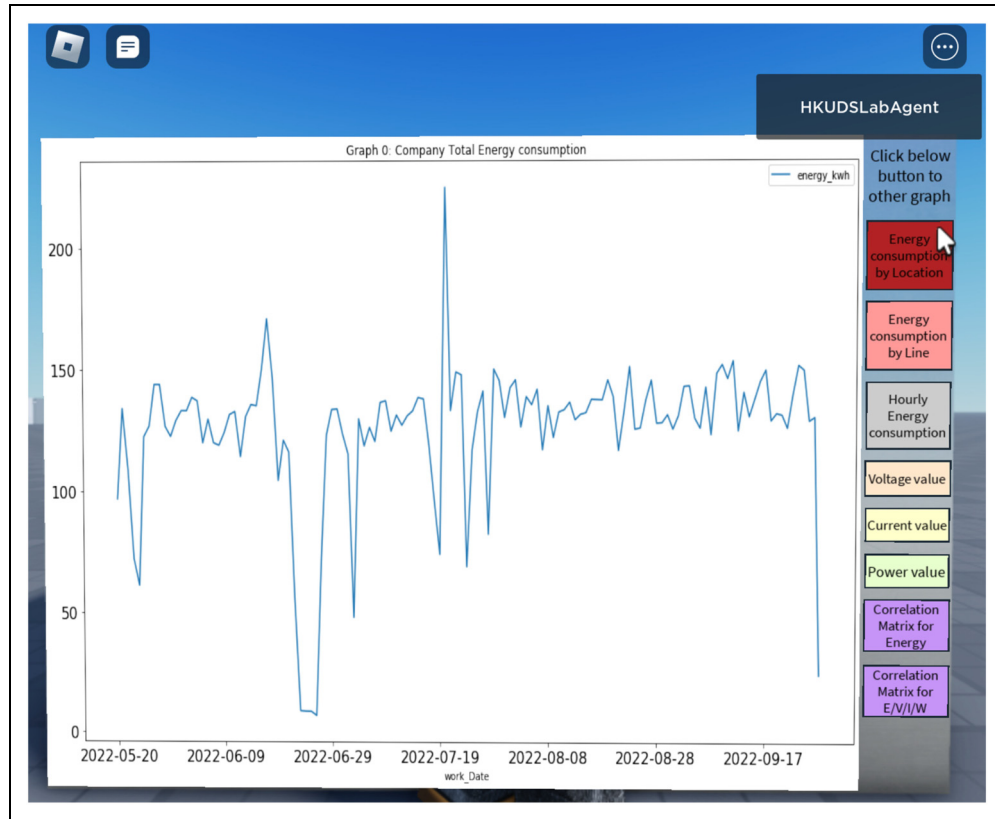 HKUDSLabAgent
Graph 0: Company Total Energy consumption
energy_kwh
200
150
100
50
0
2022-05-20 2022-06-09 2022-06-29 2022-07-19 2022-08-08 2022-08-28 2022-09-17
work_Date
Click below
button to
other graph
Energy
consumption
by Location
Energy
consumption
by Line
Hourly
Energy
consumption
Voltage value
Current value
Power value
Correlation
Matrix for
Energy
Correlation
Matrix for
E/V/I/W